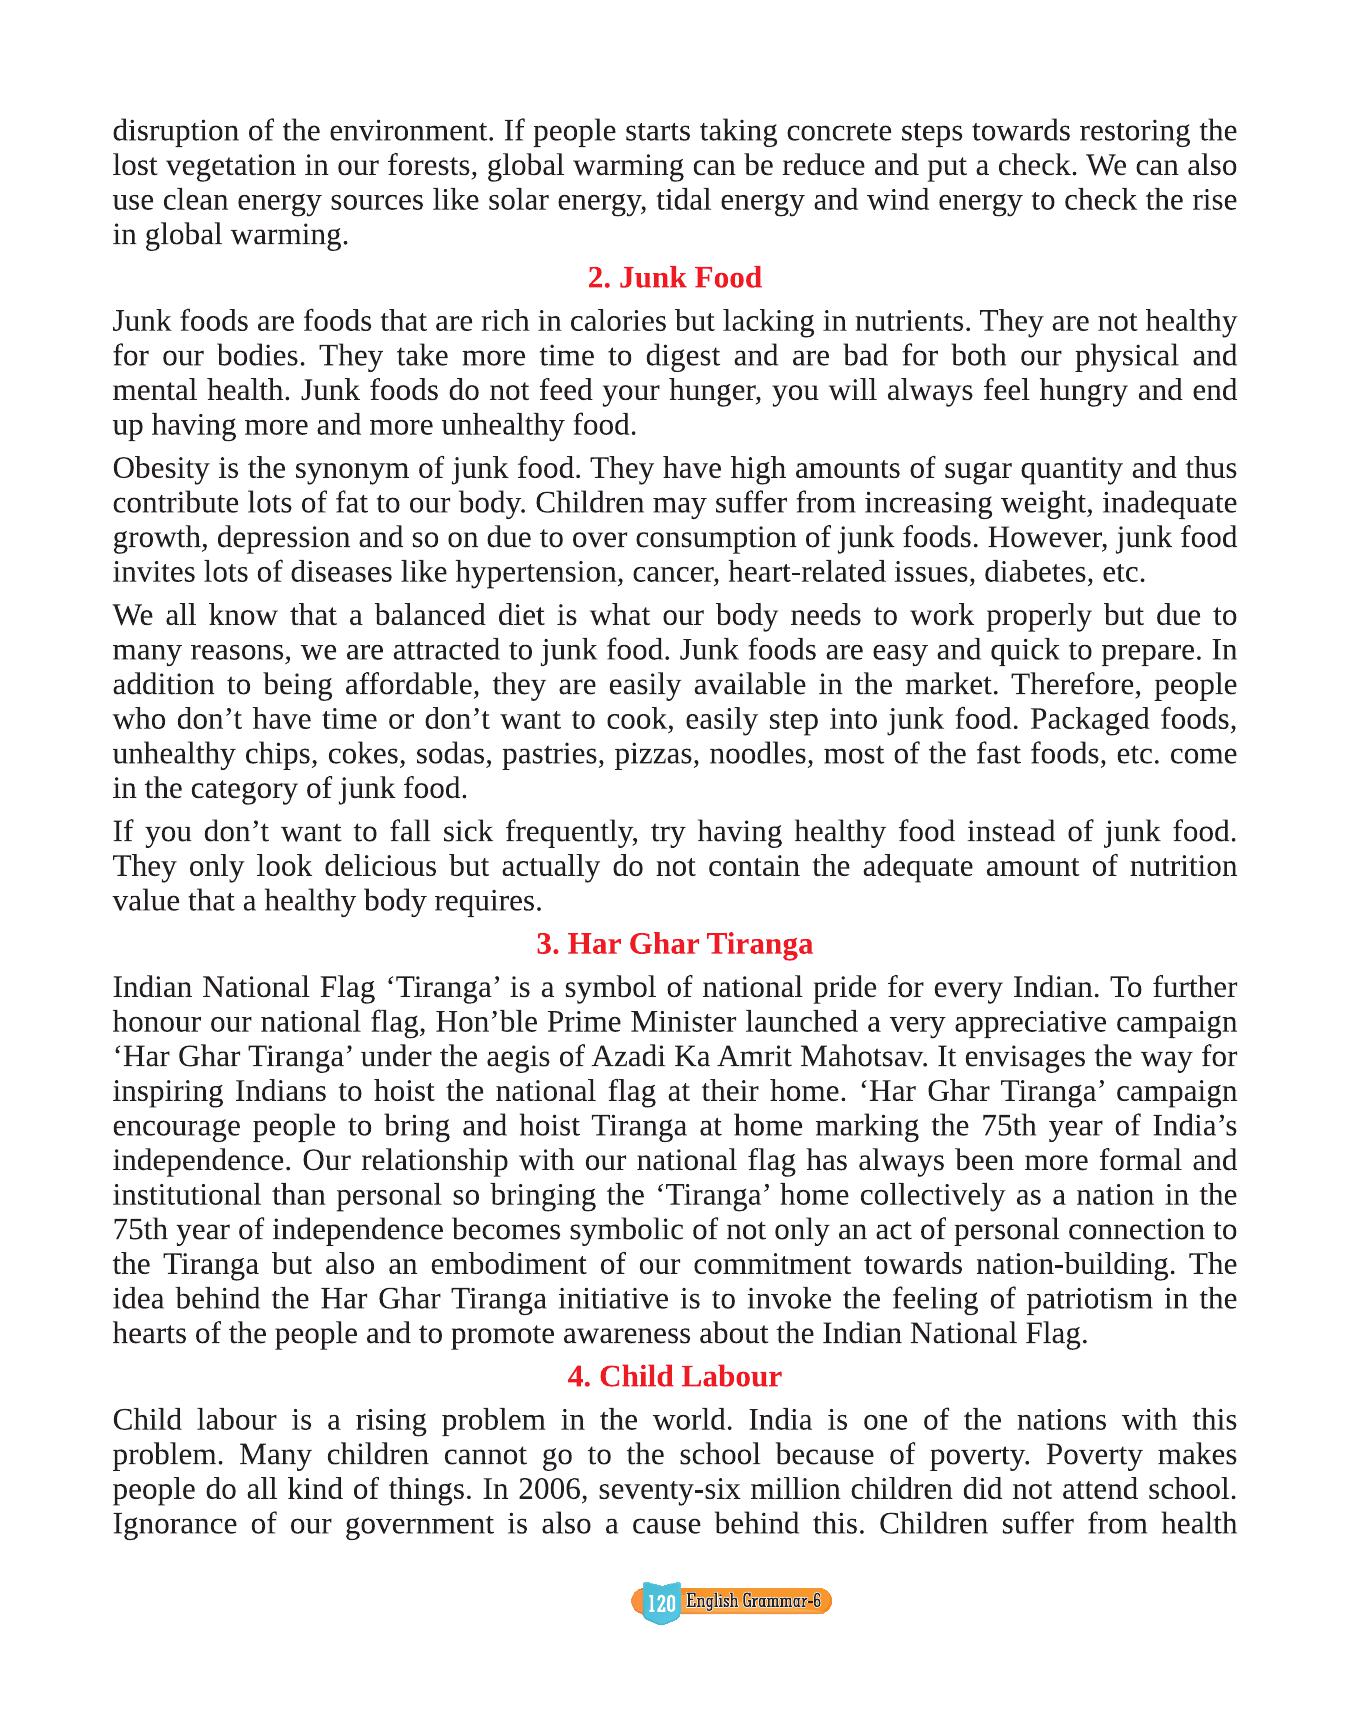 disruption of the environment. If people starts taking concrete steps towards restoring the
lost vegetation in our forests, global warming can be reduce and put a check. We can also
use clean energy sources like solar energy, tidal energy and wind energy to check the rise
in global warming.
2. Junk Food
Junk foods are foods that are rich in calories but lacking in nutrients. They are not healthy
for our bodies. They take more time to digest and are bad for both our physical and
mental health. Junk foods do not feed your hunger, you will always feel hungry and end
up having more and more unhealthy food.
Obesity is the synonym of junk food. They have high amounts of sugar quantity and thus
contribute lots of fat to our body. Children may suffer from increasing weight, inadequate
growth, depression and so on due to over consumption of junk foods. However, junk food
invites lots of diseases like hypertension, cancer, heart-related issues, diabetes, etc.
We all know that a balanced diet is what our body needs to work properly but due to
many reasons, we are attracted to junk food. Junk foods are easy and quick to prepare. In
addition to being affordable, they are easily available in the market. Therefore, people
who don’t have time or don’t want to cook, easily step into junk food. Packaged foods,
unhealthy chips, cokes, sodas, pastries, pizzas, noodles, most of the fast foods, etc. come
in the category of junk food.
If you don’t want to fall sick frequently, try having healthy food instead of junk food.
They only look delicious but actually do not contain the adequate amount of nutrition
value that a healthy body requires.
3. Har Ghar Tiranga
Indian National Flag ‘Tiranga’ is a symbol of national pride for every Indian. To further
honour our national flag, Hon’ble Prime Minister launched a very appreciative campaign
‘Har Ghar Tiranga’ under the aegis of Azadi Ka Amrit Mahotsav. It envisages the way for
inspiring Indians to hoist the national flag at their home. ‘Har Ghar Tiranga’ campaign
encourage people to bring and hoist Tiranga at home marking the 75th year of India’s
independence. Our relationship with our national flag has always been more formal and
institutional than personal so bringing the ‘Tiranga’ home collectively as a nation in the
75th year of independence becomes symbolic of not only an act of personal connection to
the Tiranga but also an embodiment of our commitment towards nation-building. The
idea behind the Har Ghar Tiranga initiative is to invoke the feeling of patriotism in the
hearts of the people and to promote awareness about the Indian National Flag.
4. Child Labour
Child labour is a rising problem in the world. India is one of the nations with this
problem. Many children cannot go to the school because of poverty. Poverty makes
people do all kind of things. In 2006, seventy-six million children did not attend school.
Ignorance of our government is also a cause behind this. Children suffer from health
120 English Grammar-6